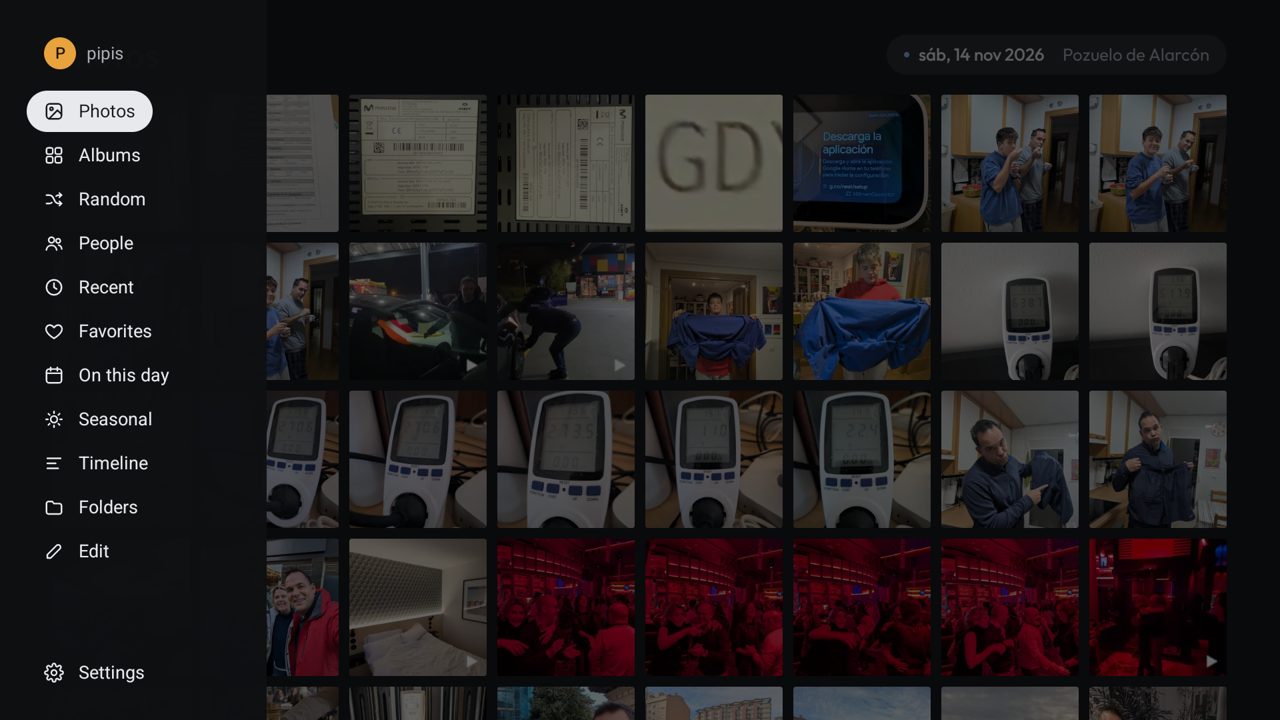 P pipis
sáb, 14 nov 2026 Pozuelo de Alarcón
Photos
Albums
Random
People
Recent
Favorites
On this day
Seasonal
Timeline
Folders
Edit
Settings
GDY
Descarga la
aplicación